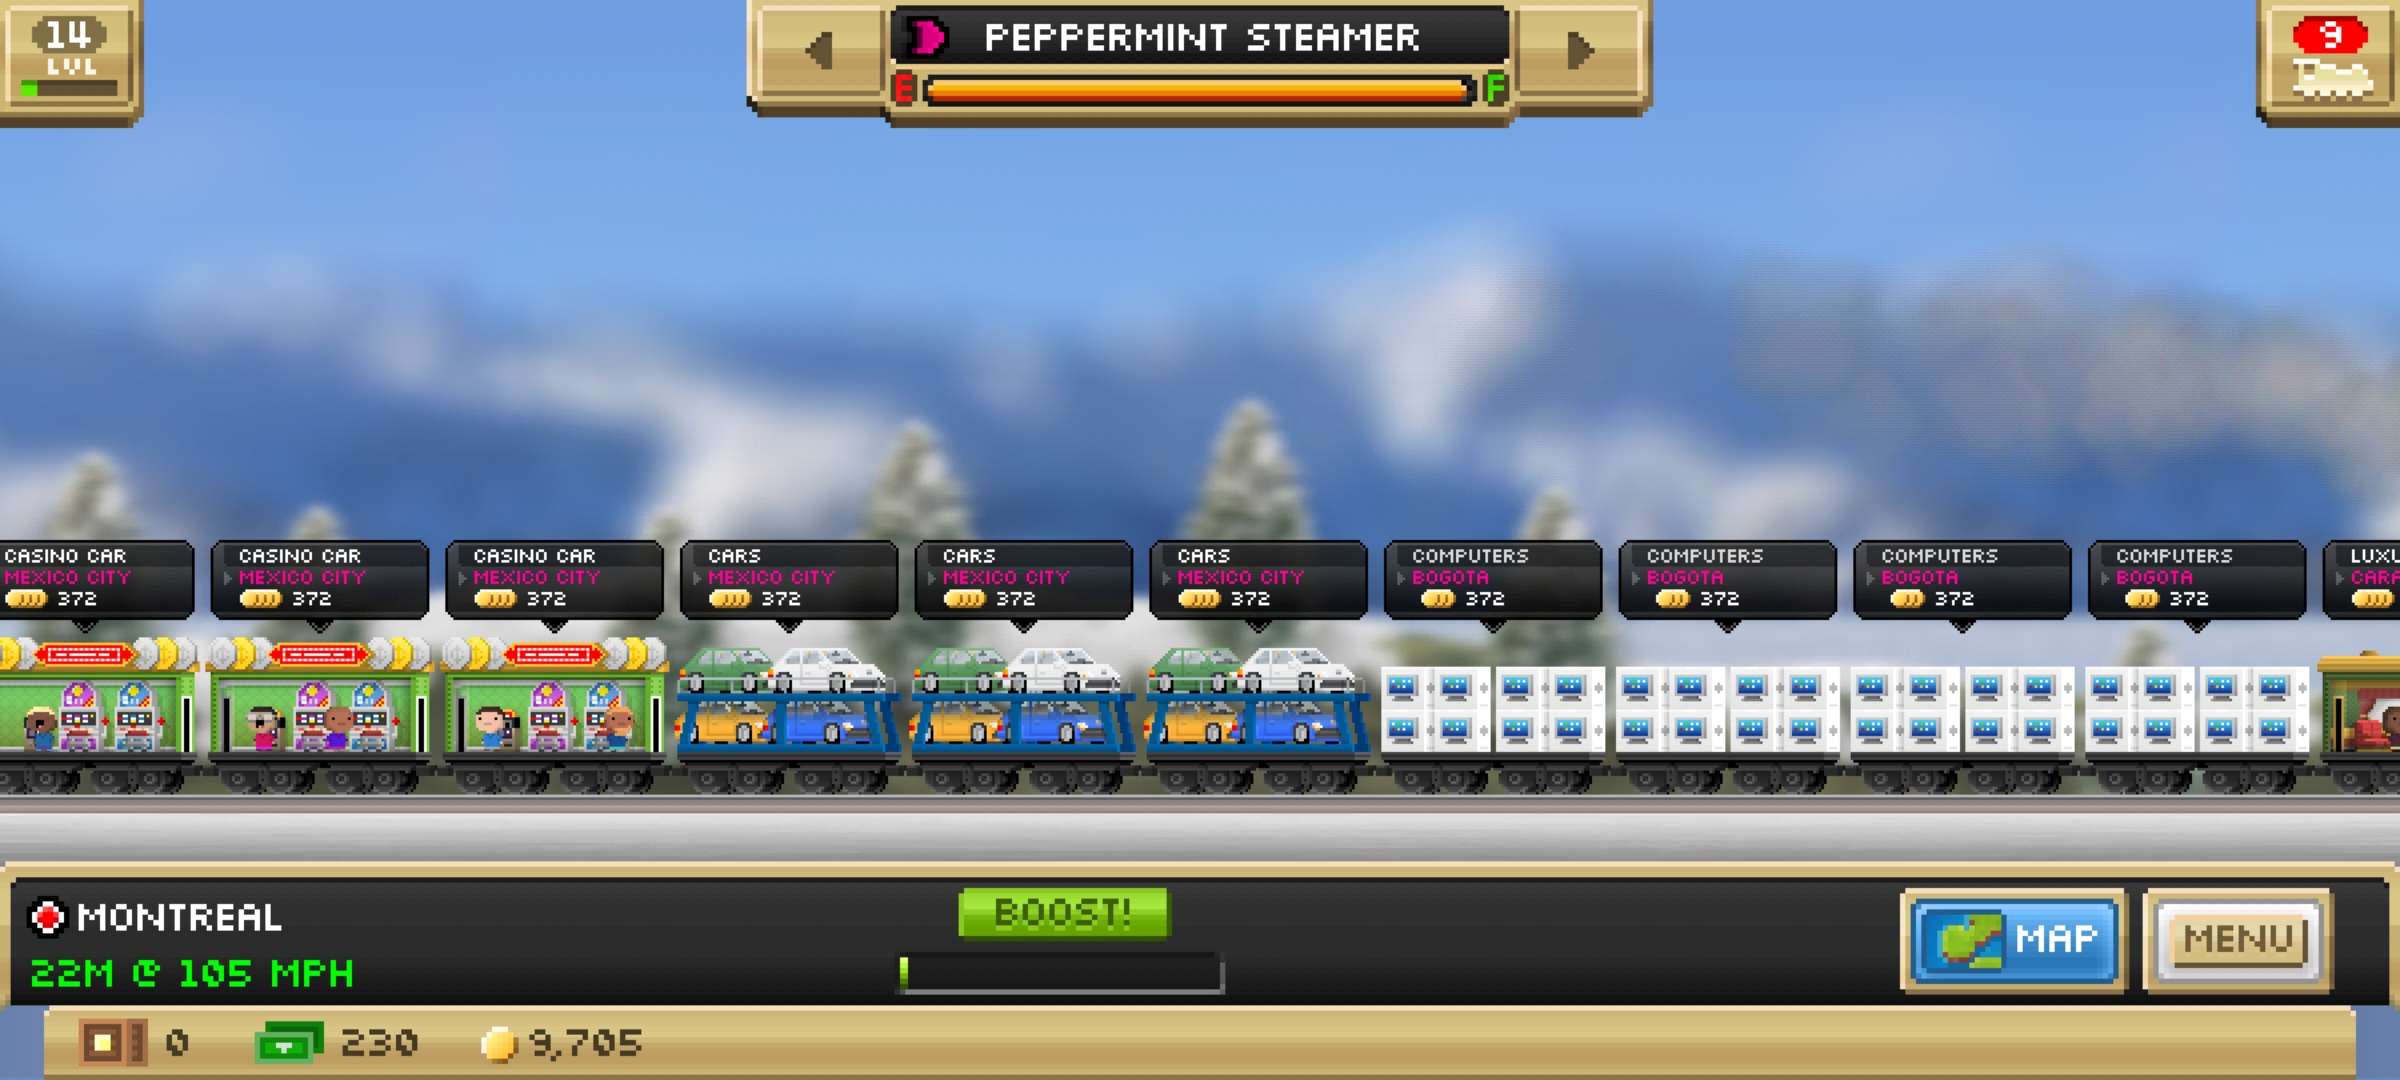 14
LVL
PEPPERMINT STEAMER
E F
9
CASINO CAR
MEXICO CITY
372
CASINO CAR
MEXICO CITY
372
CASINO CAR
MEXICO CITY
372
CARS
MEXICO CITY
372
CARS
MEXICO CITY
372
CARS
MEXICO CITY
372
COMPUTERS
BOGOTA
372
COMPUTERS
BOGOTA
372
COMPUTERS
BOGOTA
372
COMPUTERS
BOGOTA
372
LUXU
CARA
MONTREAL
22M @ 105 MPH
BOOST!
MAP
MENU
0
230
9,705